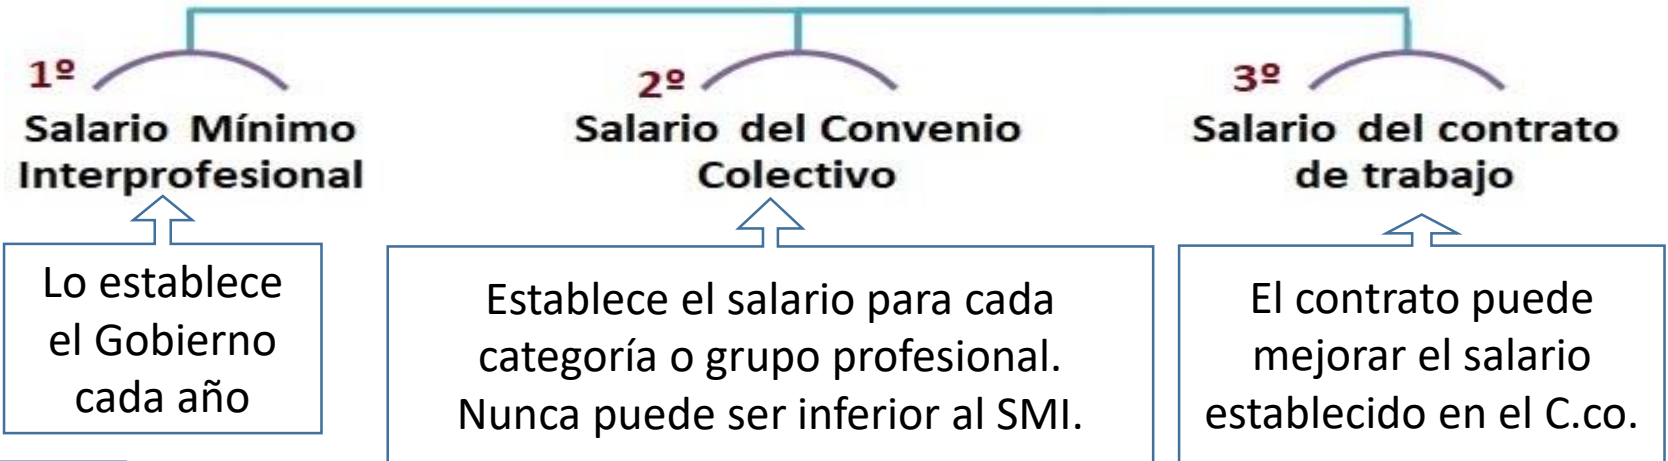 1º
Salario Mínimo
Interprofesional
Lo establece
el Gobierno
cada año
2º
Salario del Convenio
Colectivo
Establece el salario para cada
categoría o grupo profesional.
Nunca puede ser inferior al SMI.
3º
Salario del contrato
de trabajo
El contrato puede
mejorar el salario
establecido en el C.co.